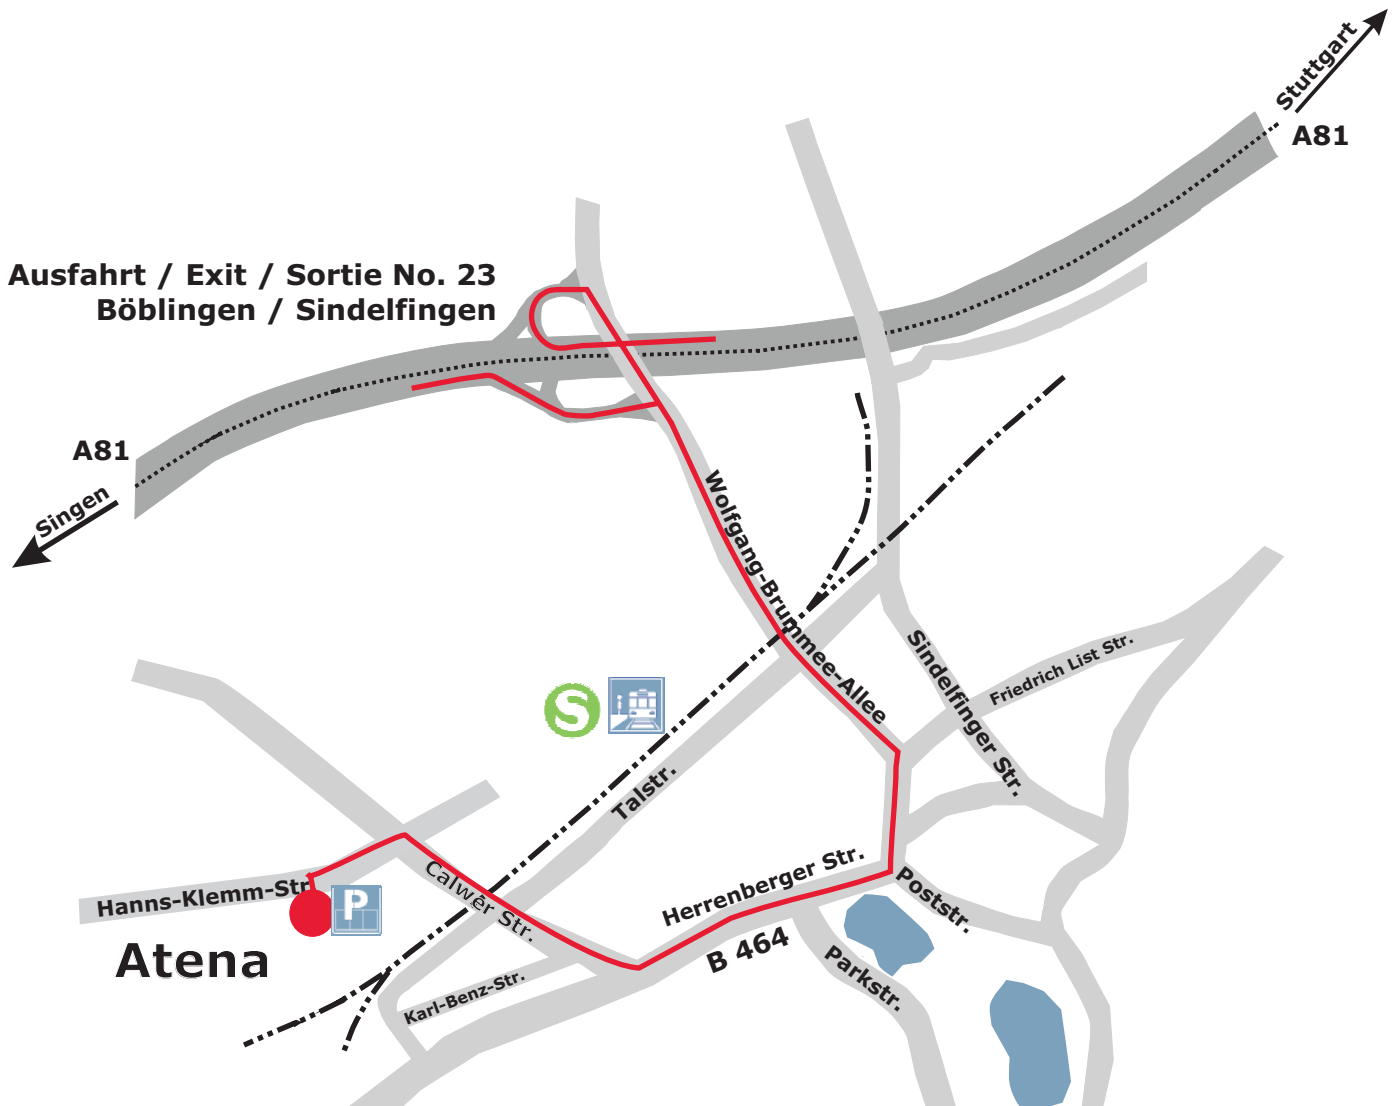 Stuttgart
A81
Ausfahrt / Exit / Sortie No. 23
Böblingen / Sindelfingen
A81
Singen
Wolfgang-Brummee-Allee
Sindelfinger Str.
Friedrich List Str.
S
Talstr.
Calwer Str.
Herrenberger Str.
Poststr.
Hanns-Klemm-Str
P
Atena
B 464
Parkstr.
Karl-Benz-Str.